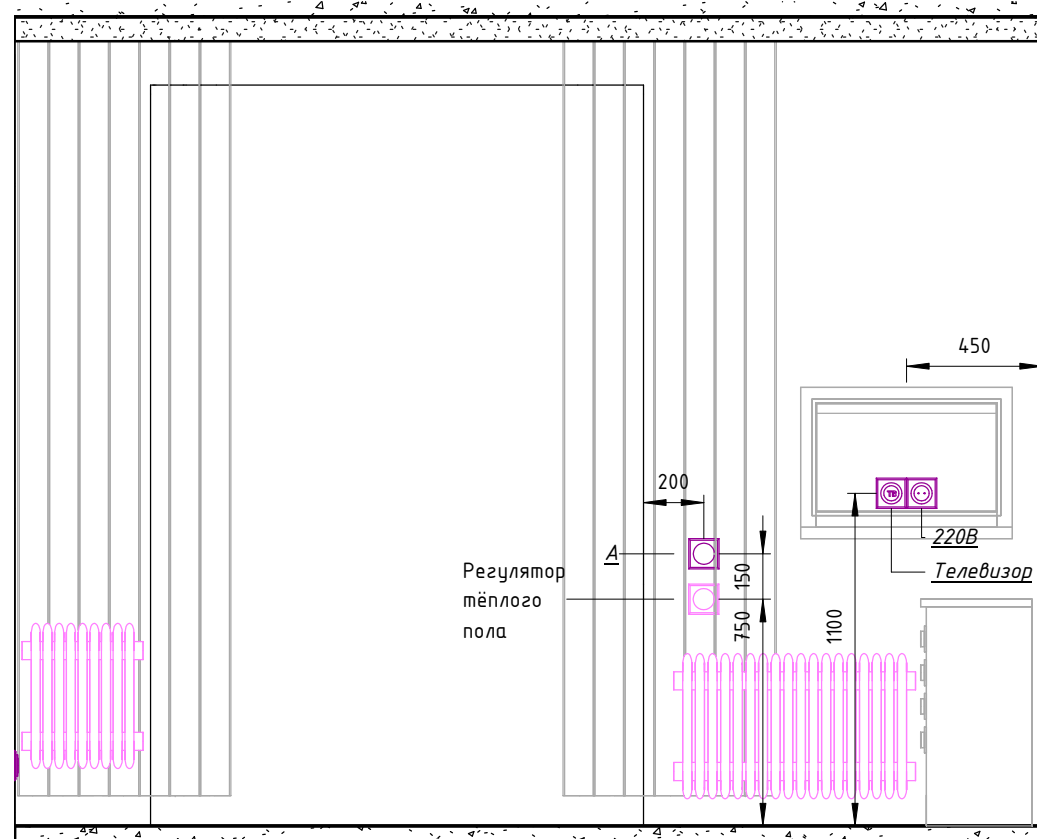 450
200
ТВ
220В
А
Регулятор
тёплого
пола
150
Телевизор
750
1100